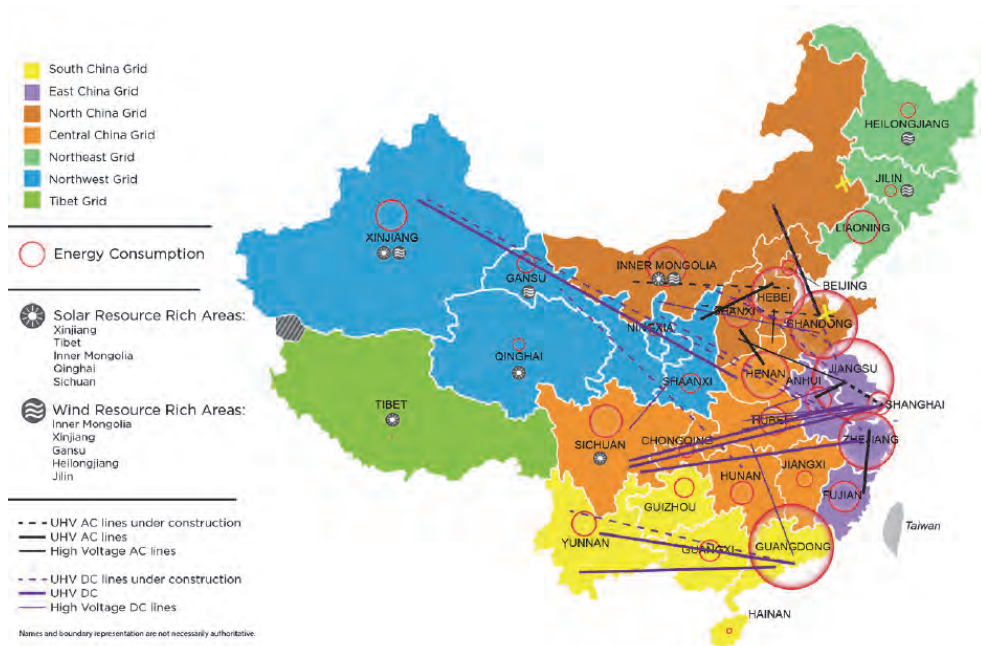 South China Grid
East China Grid
North China Grid
Central China Grid
Northeast Grid
Northwest Grid
Tibet Grid
Energy Consumption
Solar Resource Rich Areas:
Xinjiang
Tibet
Inner Mongolia
Qinghai
Sichuan
Wind Resource Rich Areas:
Inner Mongolia
Xinjiang
Gansu
Heilongjiang
Jilin
UHV AC lines under construction
UHV AC lines
High Voltage AC lines
UHV DC lines under construction
UHV DC
High Voltage DC lines
Names and boundary representation are not necessarily authoritative.
HEILONGJIANG
JILIN
LIAONING
XINJIANG
GANSU
INNER MONGOLIA
BEIJING
HEBEI
SHANXI
SHANDONG
NINGXIA
QINGHAI
SHAANXI
HENAN
JIANGSU
ANHUI
SHANGHAI
TIBET
SICHUAN
CHONGQING
HUBEI
ZHEJIANG
HUNAN
JIANGXI
FUJIAN
GUIZHOU
YUNNAN
GUANGXI
GUANGDONG
Taiwan
HAINAN